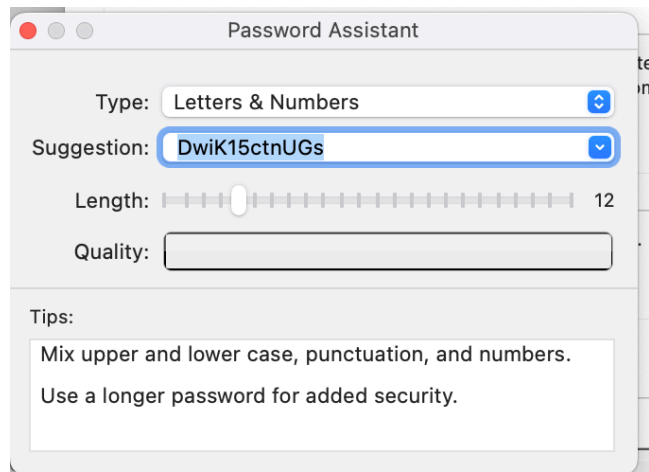 Password Assistant
Type: Letters & Numbers
Suggestion: DwiK15ctnUGs
Length: 12
Quality:
Tips:
Mix upper and lower case, punctuation, and numbers.
Use a longer password for added security.